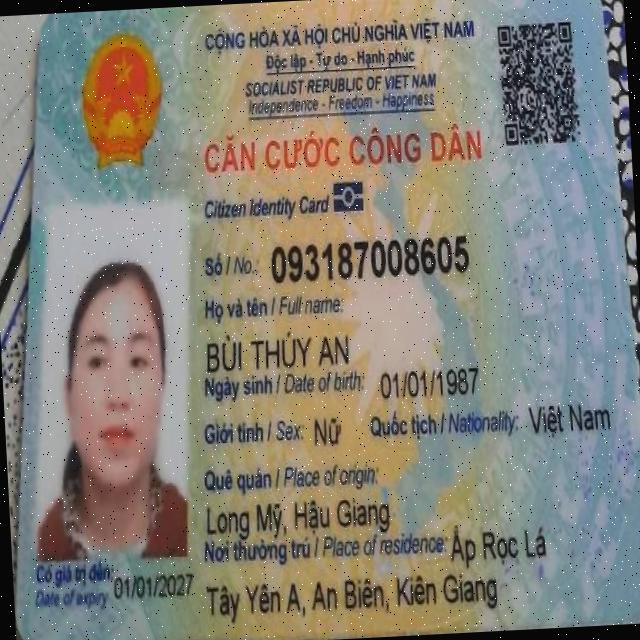 CỘNG HÒA XÃ HỘI CHỦ NGHĨA VIỆT NAM
Độc lập - Tự do - Hạnh phúc
SOCIALIST REPUBLIC OF VIET NAM
Independence - Freedom - Happiness
CĂN CƯỚC CÔNG DÂN
Citizen Identity Card
Số / No.: 093187008605
Họ và tên / Full name:
BÙI THÚY AN
Ngày sinh / Date of birth: 01/01/1987
Giới tính / Sex: Nữ Quốc tịch / Nationality: Việt Nam
Quê quán / Place of origin:
Long Mỹ, Hậu Giang
Nơi thường trú / Place of residence: Ấp Rọc Lá
Tây Yên A, An Biên, Kiên Giang
Có giá trị đến: 01/01/2027
Date of expiry